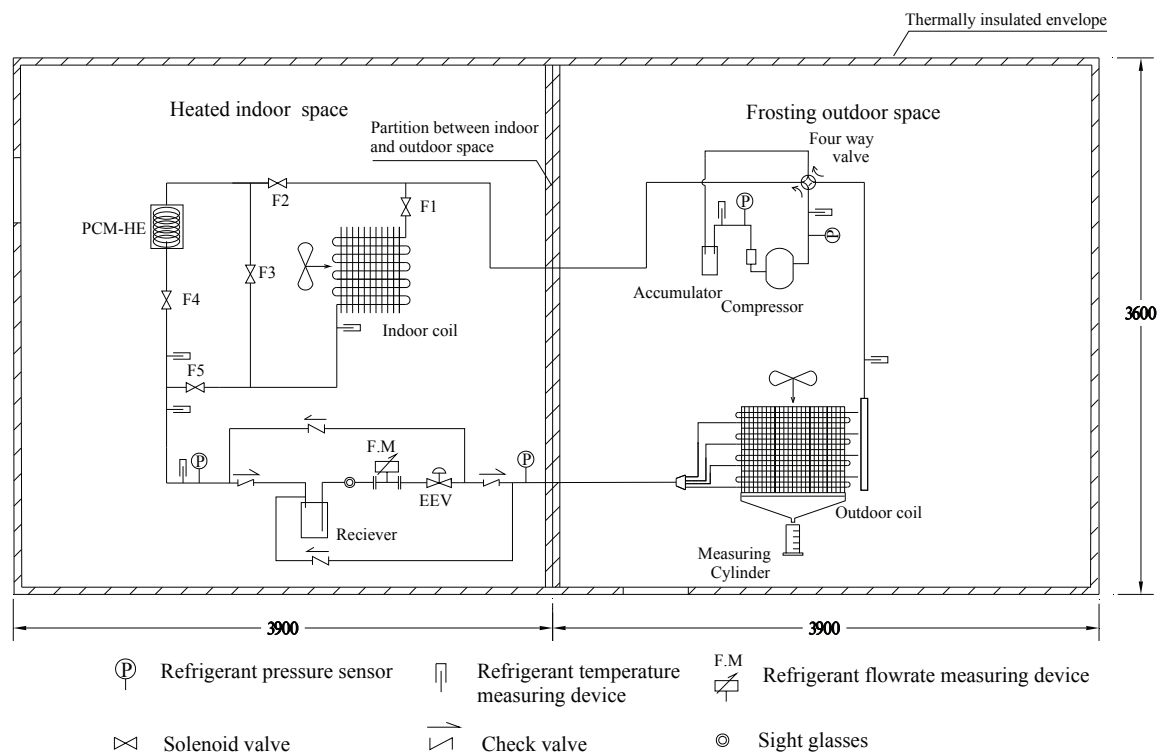 Thermally insulated envelope
Heated indoor space
Frosting outdoor space
Partition between indoor
and outdoor space
Four way
valve
F2
F1
P
P
PCM-HE
F3
F4
Accumulator
Compressor
Indoor coil
3600
F5
F.M
P
P
EEV
Reciever
Outdoor coil
Measuring
Cylinder
3900
3900
P
Refrigerant pressure sensor
Refrigerant temperature
measuring device
F.M
Refrigerant flowrate measuring device
Solenoid valve
Check valve
Sight glasses